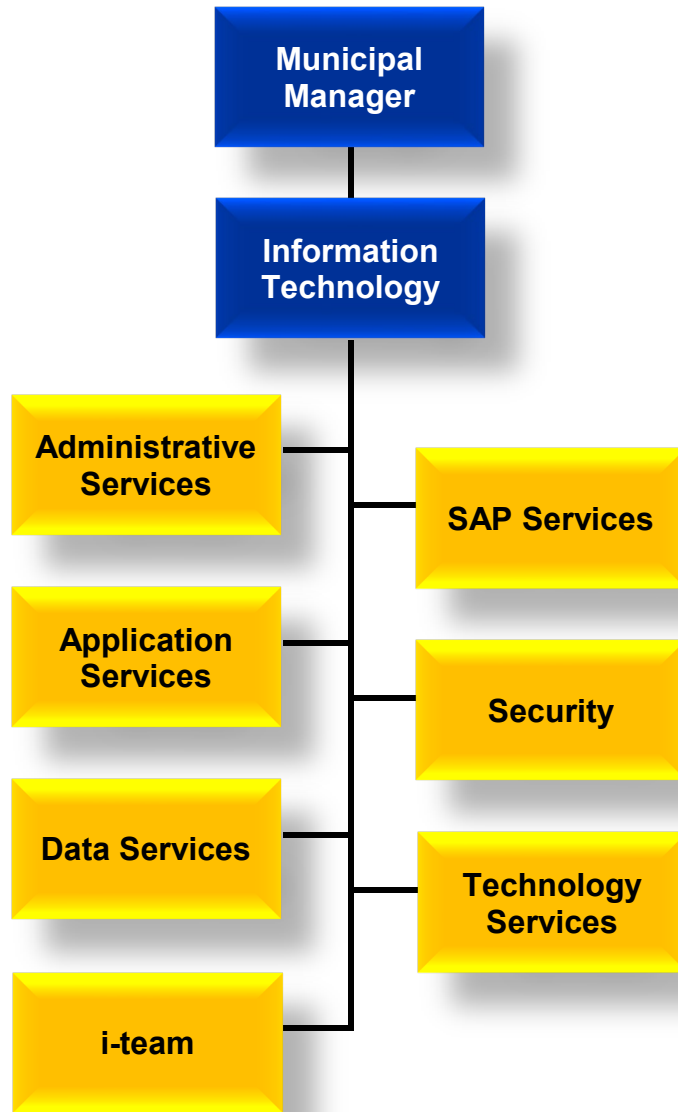 Municipal
Manager
Information
Technology
Administrative
Services
SAP Services
Application
Services
Security
Data Services
Technology
Services
i-team